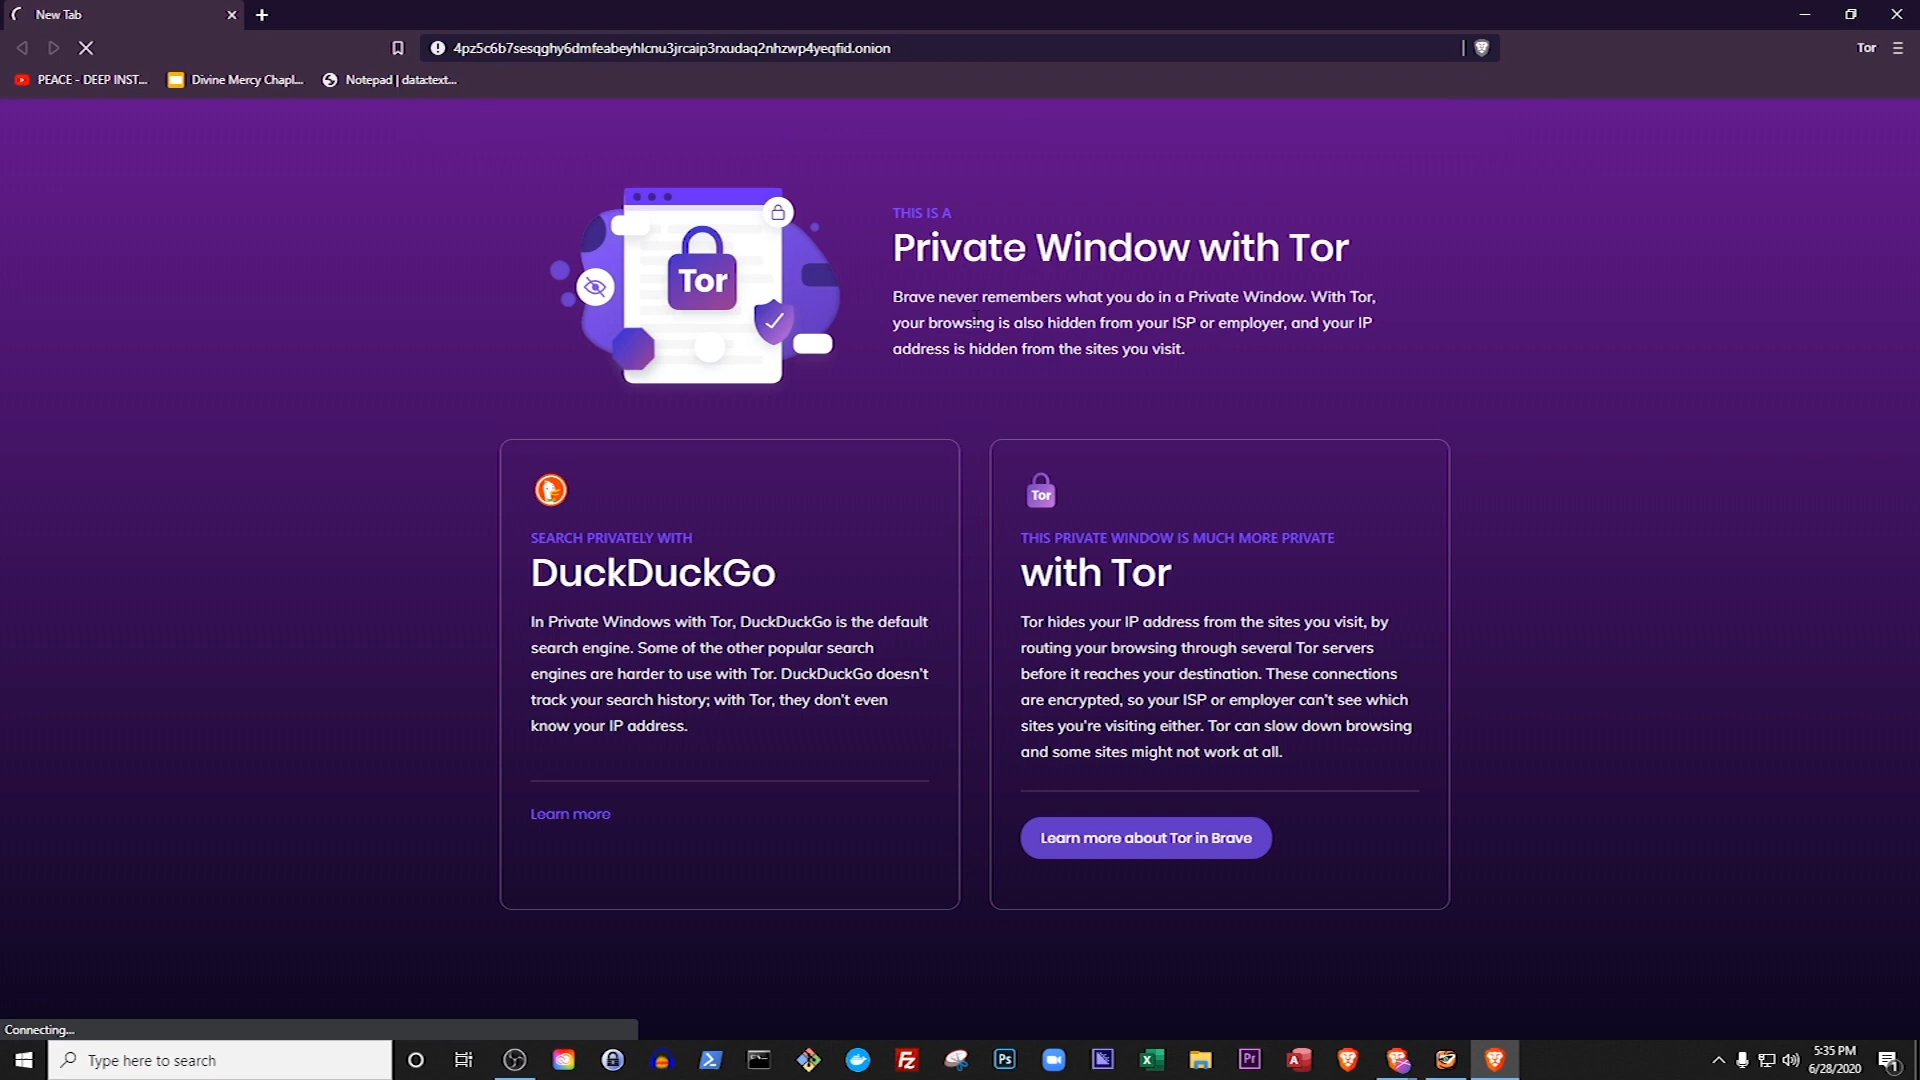 New Tab
4pz5c6b7sesqghy6dmfeabeyhlcnu3jrcaip3rxudaq2nhzwp4yeqfid.onion
Tor
PEACE - DEEP INST...
Divine Mercy Chapl...
Notepad | data:text...
Tor
THIS IS A
Private Window with Tor
Brave never remembers what you do in a Private Window. With Tor,
your browsing is also hidden from your ISP or employer, and your IP
address is hidden from the sites you visit.
SEARCH PRIVATELY WITH
DuckDuckGo
In Private Windows with Tor, DuckDuckGo is the default
search engine. Some of the other popular search
engines are harder to use with Tor. DuckDuckGo doesn't
track your search history; with Tor, they don't even
know your IP address.
Learn more
Tor
THIS PRIVATE WINDOW IS MUCH MORE PRIVATE
with Tor
Tor hides your IP address from the sites you visit, by
routing your browsing through several Tor servers
before it reaches your destination. These connections
are encrypted, so your ISP or employer can't see which
sites you're visiting either. Tor can slow down browsing
and some sites might not work at all.
Learn more about Tor in Brave
Connecting...
Type here to search
Fz
Ps
X
Pr
A
5:35 PM
6/28/2020
1